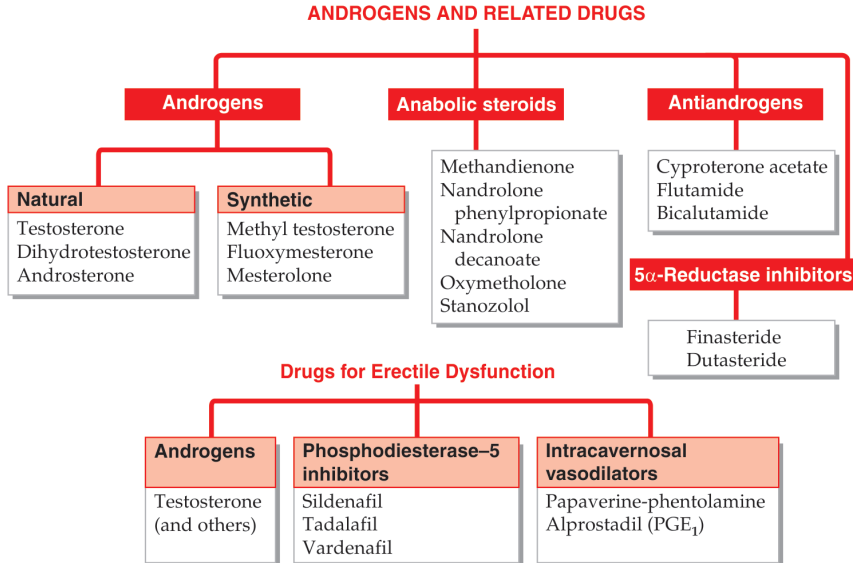 ANDROGENS AND RELATED DRUGS
Androgens
Anabolic steroids
Antiandrogens
Natural
Testosterone
Dihydrotestosterone
Androsterone
Synthetic
Methyl testosterone
Fluoxymesterone
Mesterolone
Methandienone
Nandrolone
phenylpropionate
Nandrolone
decanoate
Oxymetholone
Stanozolol
Cyproterone acetate
Flutamide
Bicalutamide
5α-Reductase inhibitors
Finasteride
Dutasteride
Drugs for Erectile Dysfunction
Androgens
Testosterone
(and others)
Phosphodiesterase–5
inhibitors
Sildenafil
Tadalafil
Vardenafil
Intracavernosal
vasodilators
Papaverine-phentolamine
Alprostadil (PGE₁)